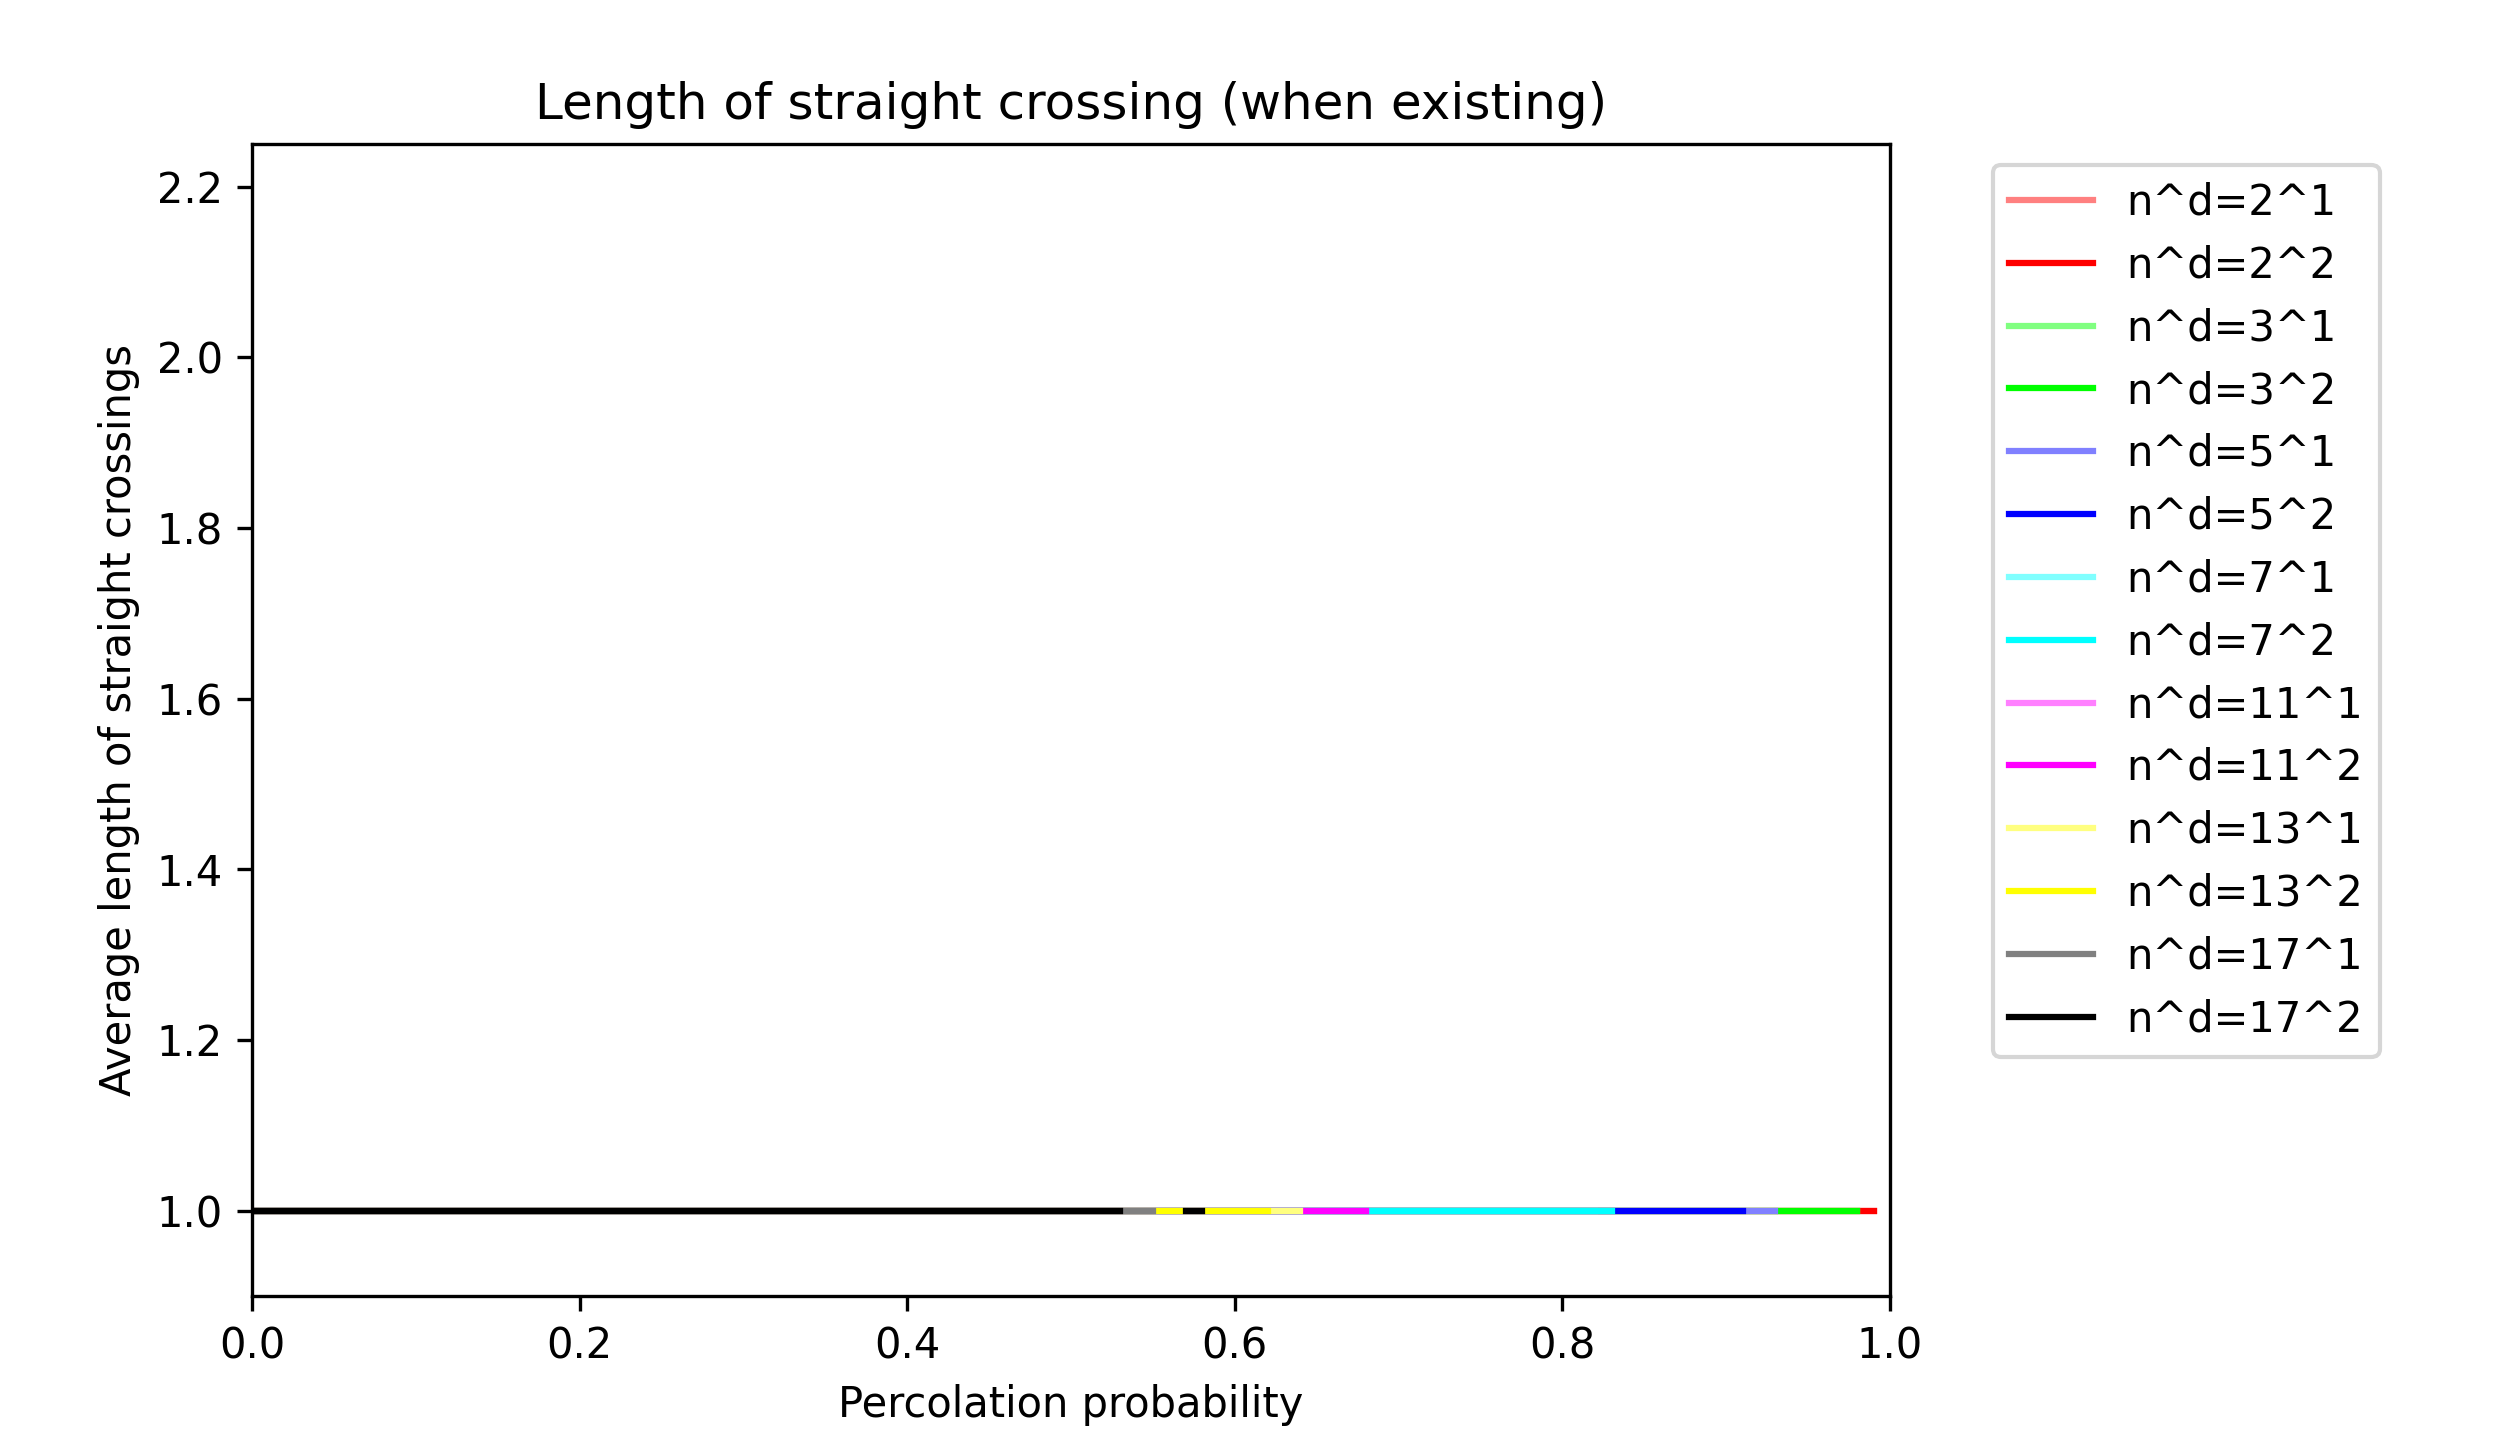 Length of straight crossing (when existing)
Average length of straight crossings
2.2
2.0
1.8
1.6
1.4
1.2
1.0
0.0 0.2 0.4 0.6 0.8 1.0
Percolation probability
n^d=2^1
n^d=2^2
n^d=3^1
n^d=3^2
n^d=5^1
n^d=5^2
n^d=7^1
n^d=7^2
n^d=11^1
n^d=11^2
n^d=13^1
n^d=13^2
n^d=17^1
n^d=17^2